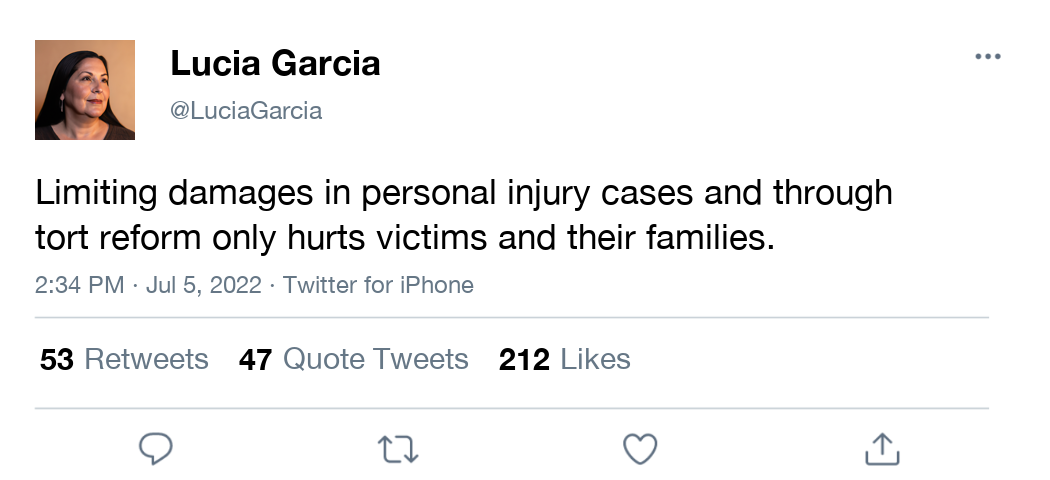 Lucia Garcia
@LuciaGarcia
Limiting damages in personal injury cases and through
tort reform only hurts victims and their families.
2:34 PM · Jul 5, 2022 · Twitter for iPhone
53 Retweets 47 Quote Tweets 212 Likes